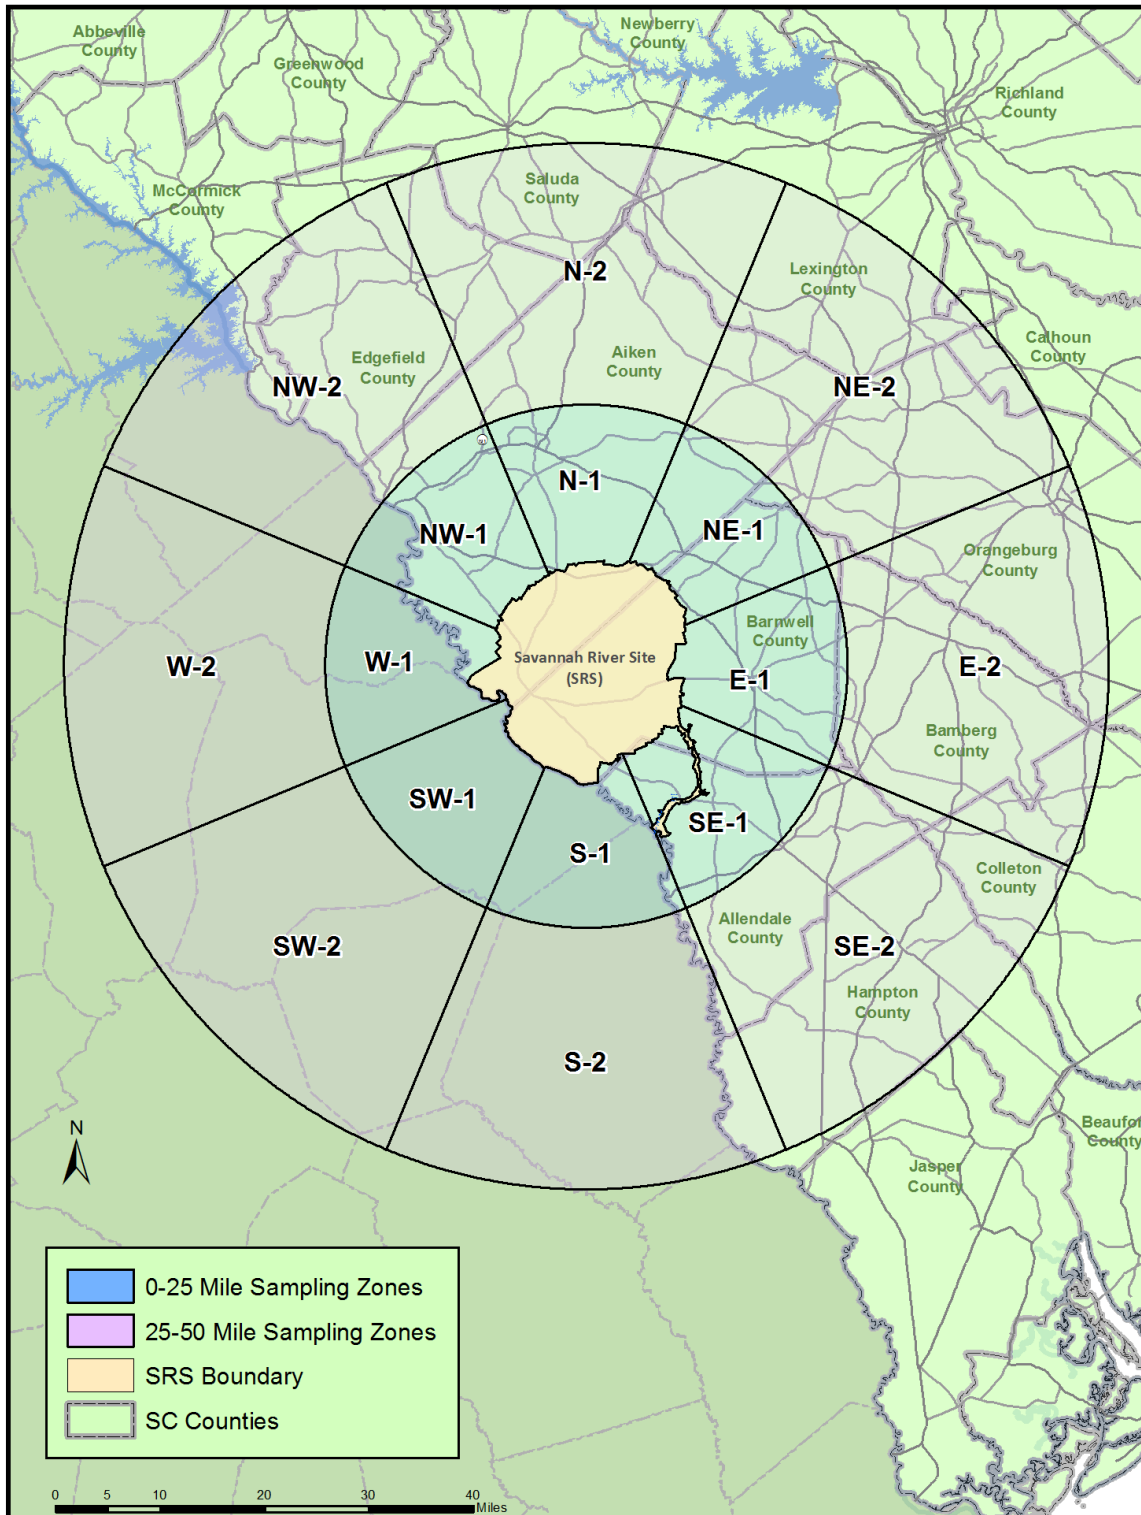 Abbeville
County
Newberry
County
Greenwood
County
Richland
County
McCormick
County
Saluda
County
N-2
Lexington
County
Calhoun
County
Edgefield
County
Aiken
County
NW-2
NE-2
N-1
NW-1
NE-1
Orangeburg
County
Barnwell
County
W-2
W-1
Savannah River Site
(SRS)
E-1
E-2
Bamberg
County
SW-1
SE-1
S-1
Colleton
County
Allendale
County
SW-2
SE-2
Hampton
County
S-2
N
Beaufor
County
Jasper
County
0-25 Mile Sampling Zones
25-50 Mile Sampling Zones
SRS Boundary
SC Counties
0 5 10 20 30 40
Miles